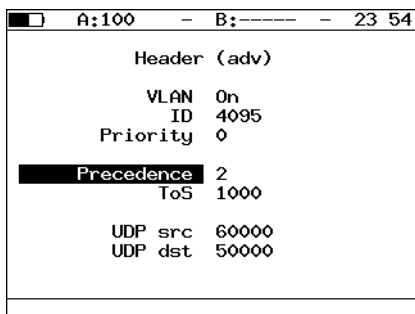 A:100 – B:----- – 23 54
Header (adv)
VLAN On
ID 4095
Priority 0
Precedence 2
ToS 1000
UDP src 60000
UDP dst 50000